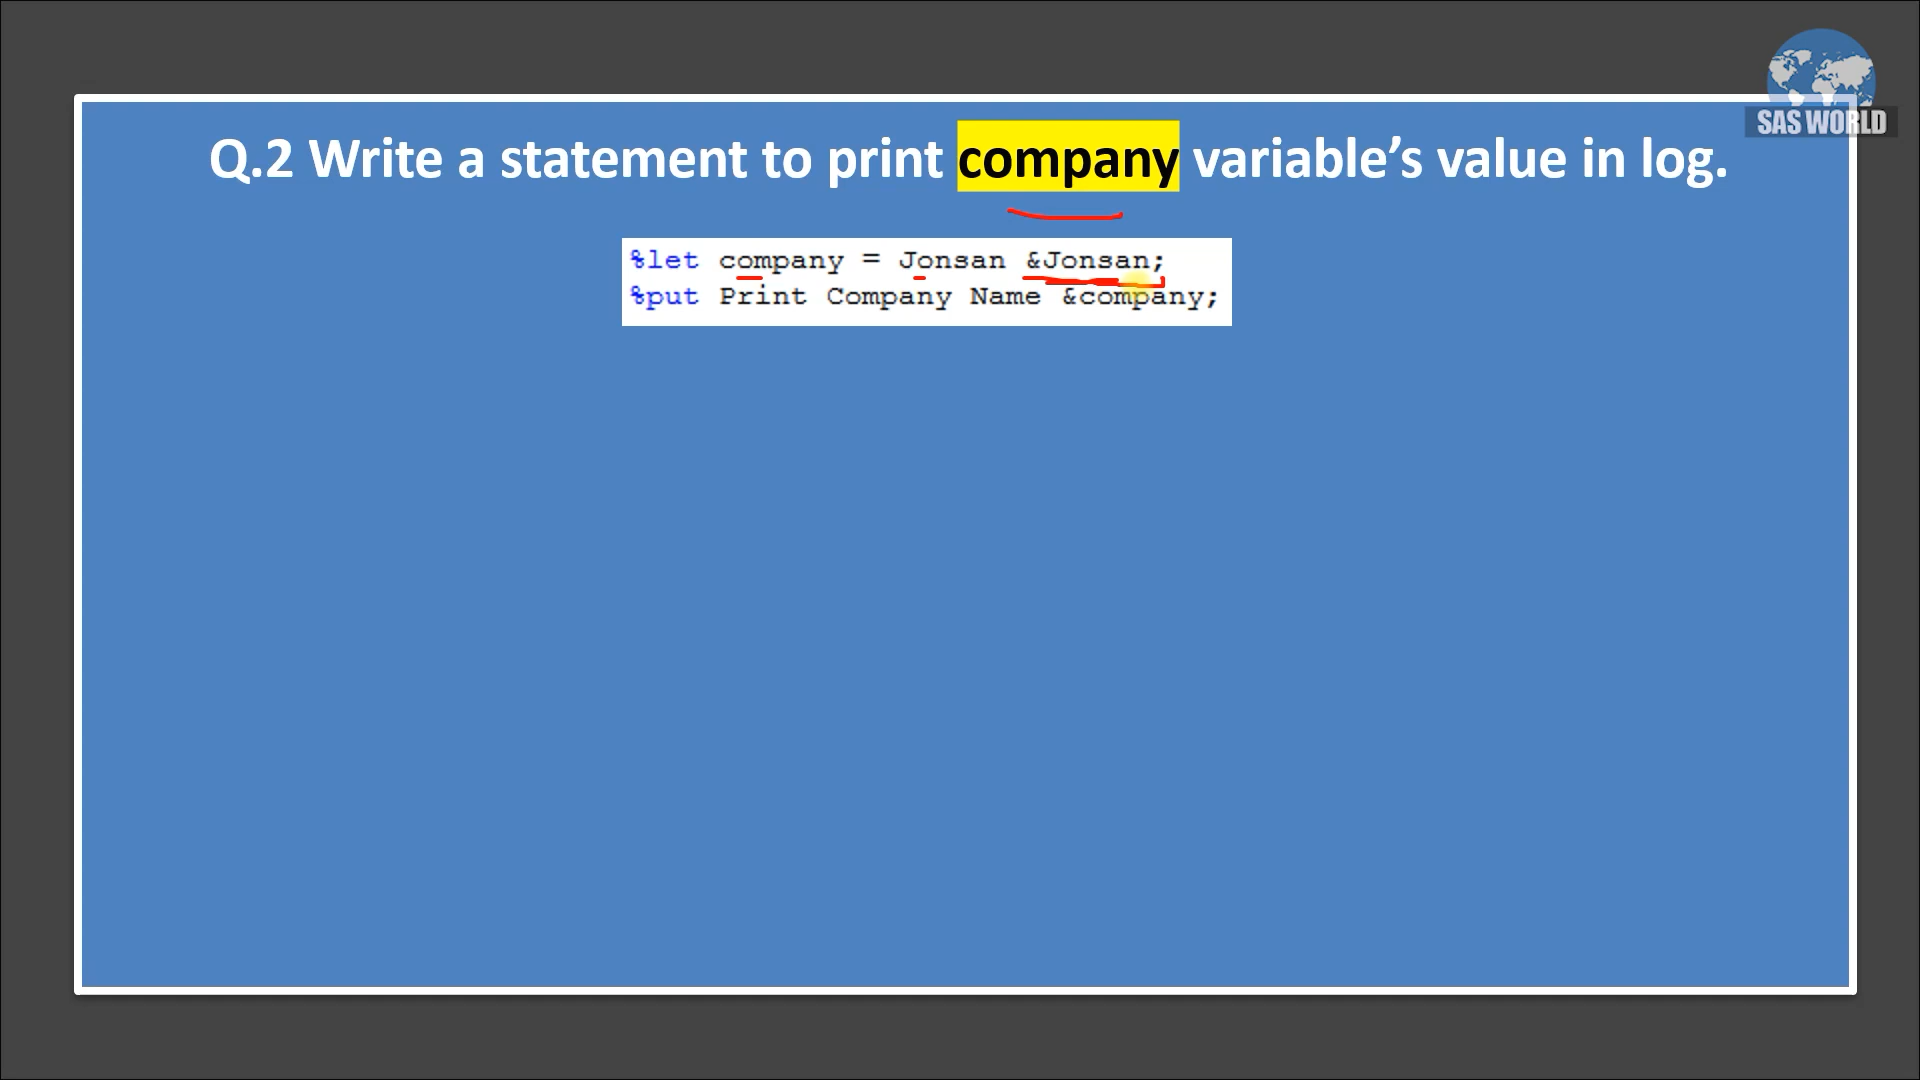 SAS WORLD
Q.2 Write a statement to print company variable’s value in log.
%let company = Jonsan &Jonsan;
%put Print Company Name &company;